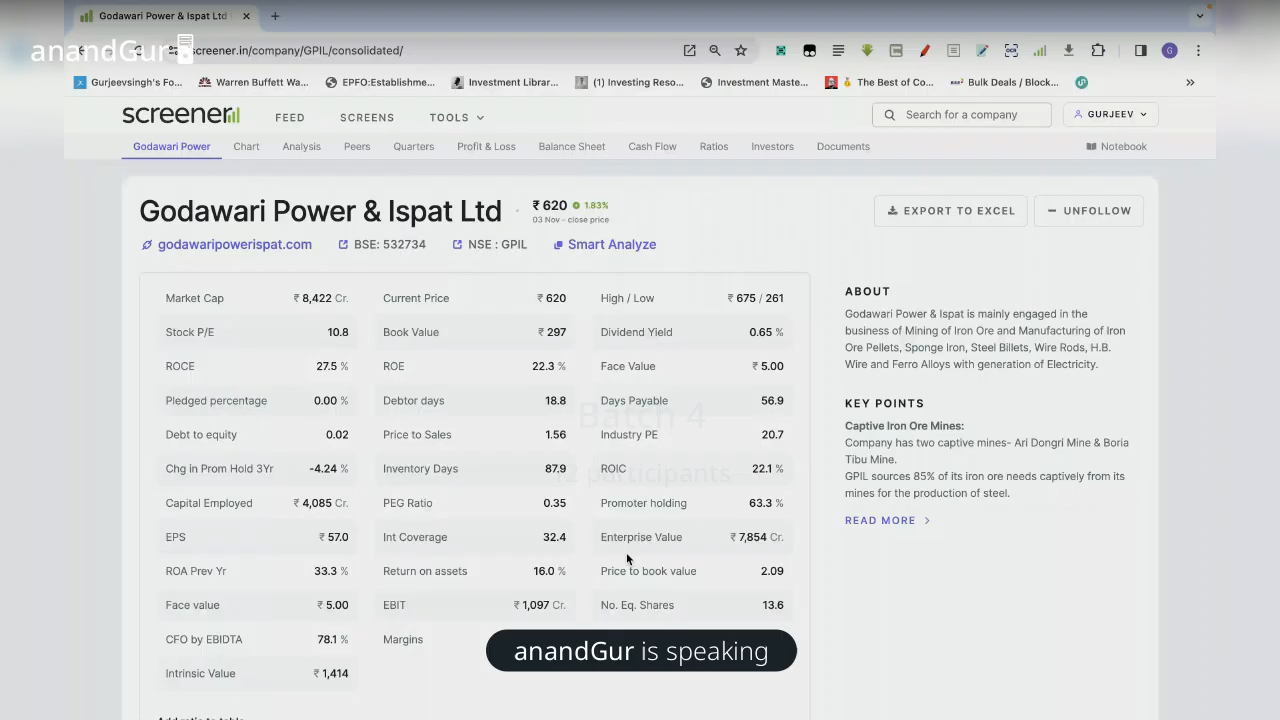 Godawari Power & Ispat Ltd
anandGur
screener.in/company/GPIL/consolidated/
G
Gurjeevsingh's Fo...
Warren Buffett Wa...
EPFO:Establishme...
Investment Librar...
(1) Investing Reso...
Investment Maste...
The Best of Co...
Bulk Deals / Block...
screener
FEED
SCREENS
TOOLS
Search for a company
GURJEEV
Godawari Power
Chart
Analysis
Peers
Quarters
Profit & Loss
Balance Sheet
Cash Flow
Ratios
Investors
Documents
Notebook
Godawari Power & Ispat Ltd
₹ 620 1.83%
03 Nov - close price
EXPORT TO EXCEL
UNFOLLOW
godawaripowerispat.com
BSE: 532734
NSE : GPIL
Smart Analyze
Market Cap ₹ 8,422 Cr.
Current Price ₹ 620
High / Low ₹ 675 / 261
Stock P/E 10.8
Book Value ₹ 297
Dividend Yield 0.65 %
ROCE 27.5 %
ROE 22.3 %
Face Value ₹ 5.00
Pledged percentage 0.00 %
Debtor days 18.8
Days Payable 56.9
Debt to equity 0.02
Price to Sales 1.56
Industry PE 20.7
Chg in Prom Hold 3Yr -4.24 %
Inventory Days 87.9
ROIC 22.1 %
Capital Employed ₹ 4,085 Cr.
PEG Ratio 0.35
Promoter holding 63.3 %
EPS ₹ 57.0
Int Coverage 32.4
Enterprise Value ₹ 7,854 Cr.
ROA Prev Yr 33.3 %
Return on assets 16.0 %
Price to book value 2.09
Face value ₹ 5.00
EBIT ₹ 1,097 Cr.
No. Eq. Shares 13.6
CFO by EBIDTA 78.1 %
Margins
Intrinsic Value ₹ 1,414
Add ratio to table
Batch 4
participants
anandGur is speaking
ABOUT
Godawari Power & Ispat is mainly engaged in the
business of Mining of Iron Ore and Manufacturing of Iron
Ore Pellets, Sponge Iron, Steel Billets, Wire Rods, H.B.
Wire and Ferro Alloys with generation of Electricity.
KEY POINTS
Captive Iron Ore Mines:
Company has two captive mines- Ari Dongri Mine & Boria
Tibu Mine.
GPIL sources 85% of its iron ore needs captively from its
mines for the production of steel.
READ MORE